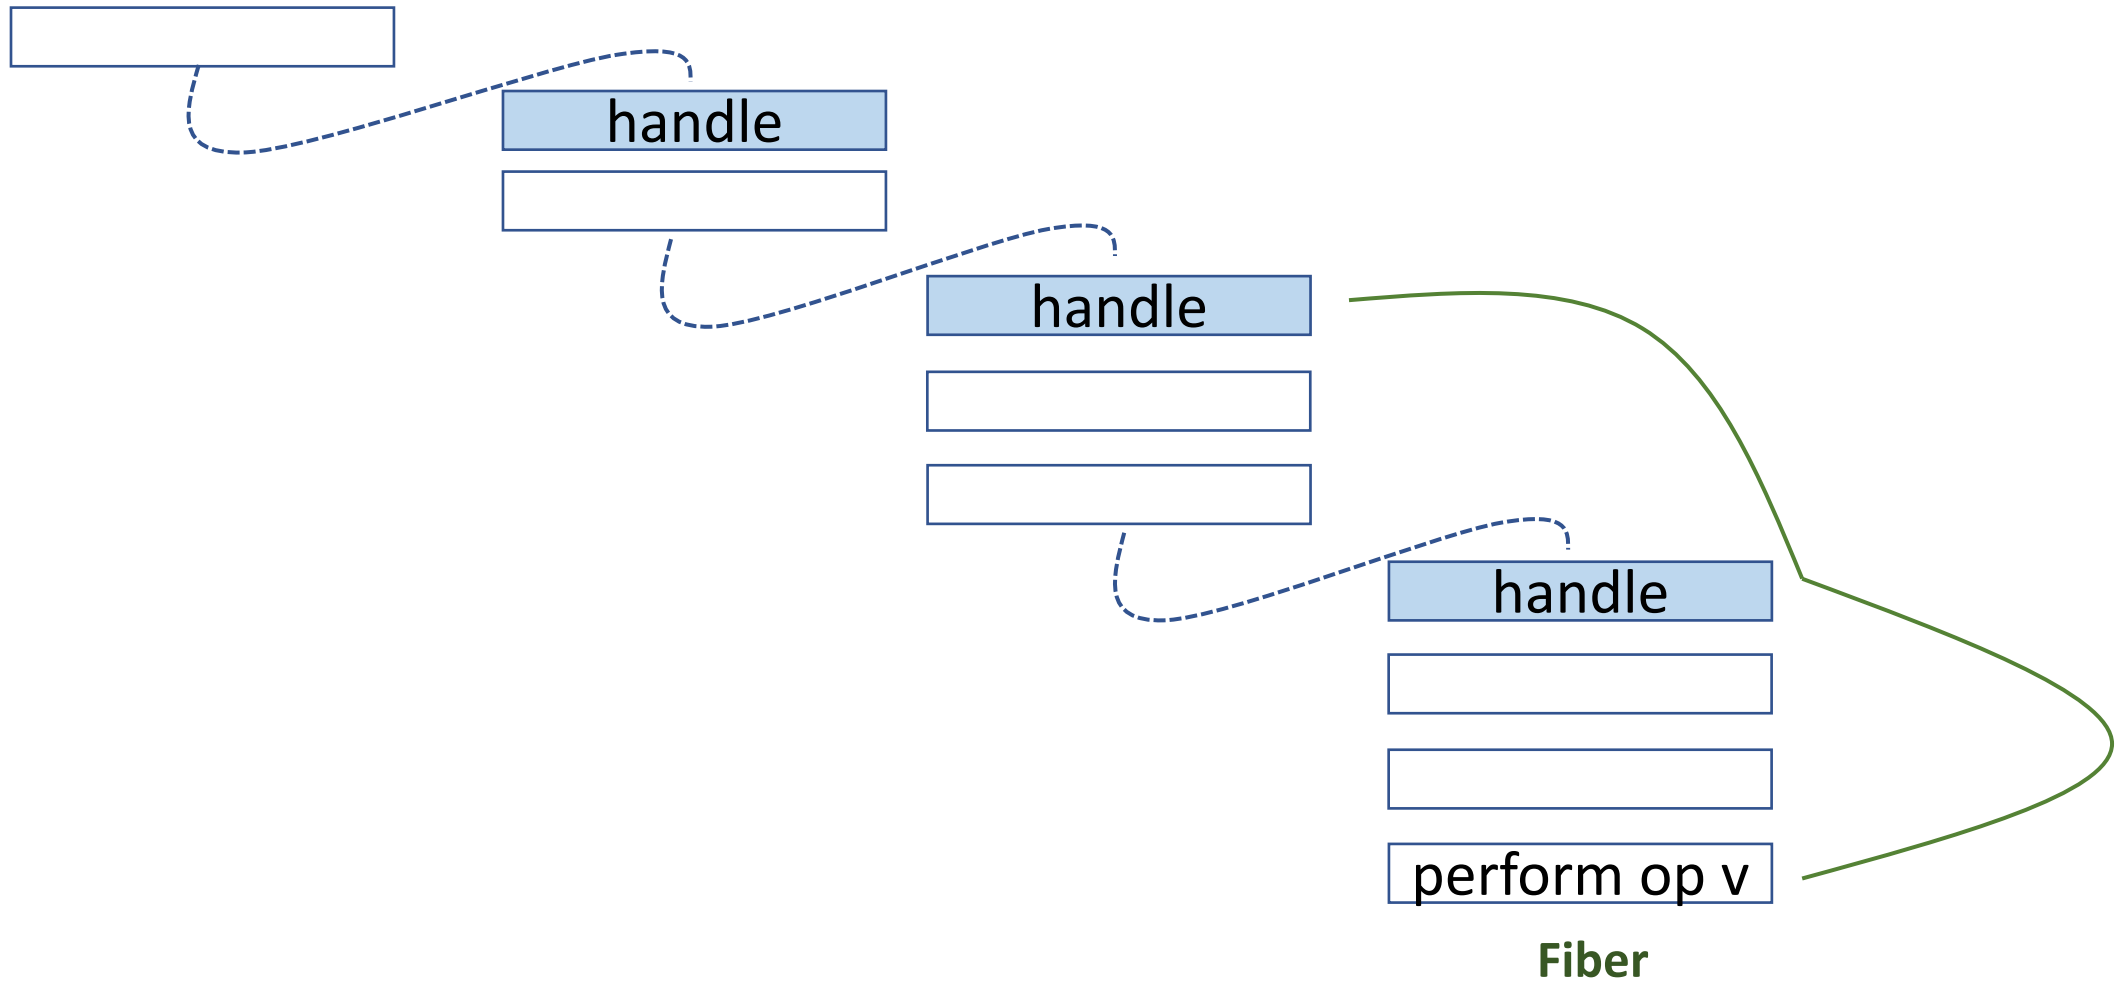 handle
handle
handle
perform op v
Fiber